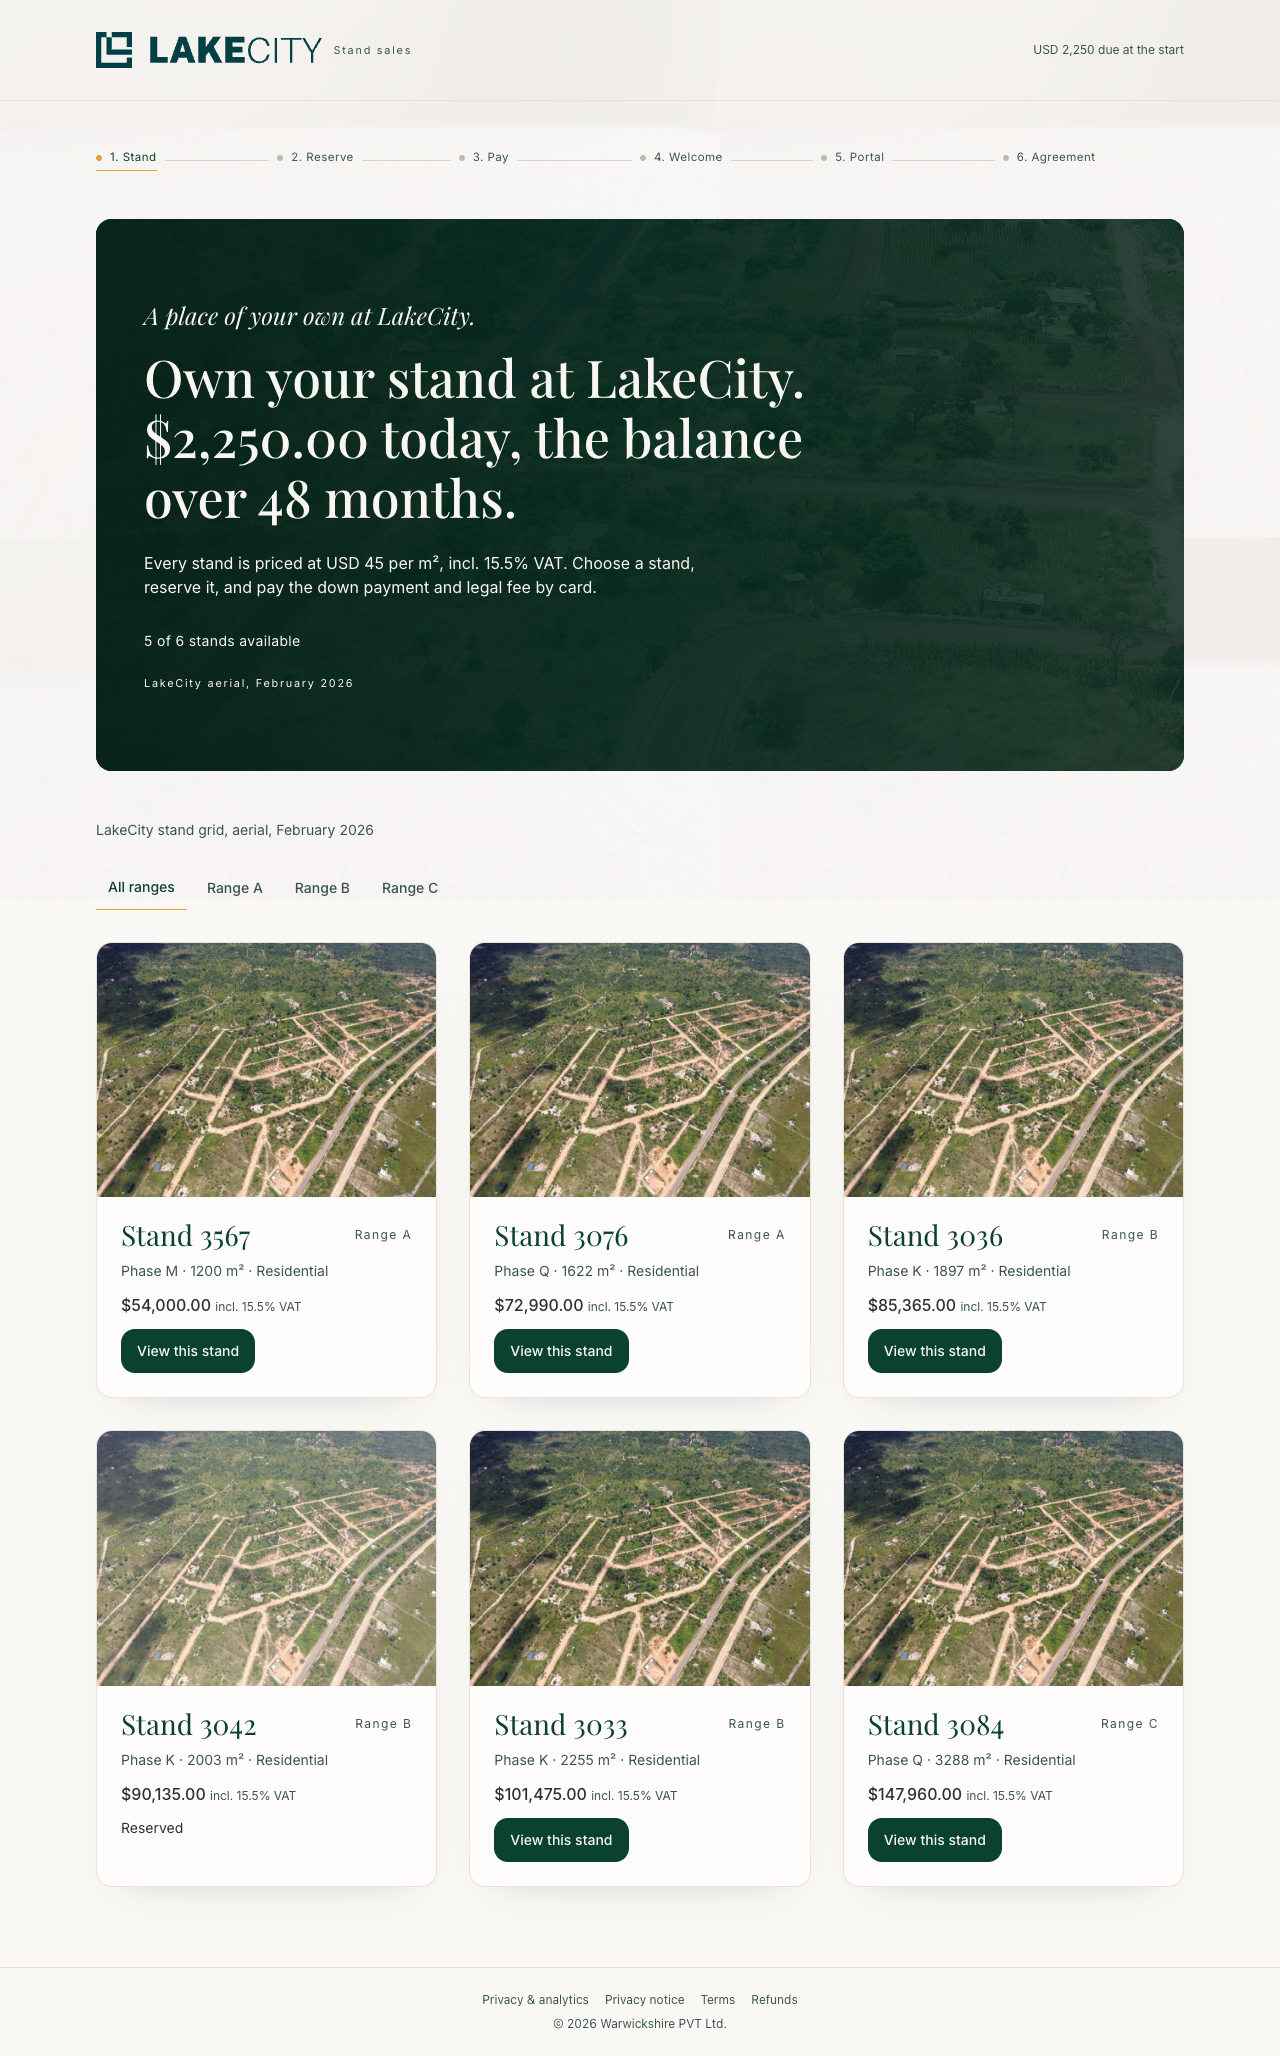 LAKECITY Stand sales
USD 2,250 due at the start
1. Stand
2. Reserve
3. Pay
4. Welcome
5. Portal
6. Agreement
A place of your own at LakeCity.
Own your stand at LakeCity.
$2,250.00 today, the balance
over 48 months.
Every stand is priced at USD 45 per m², incl. 15.5% VAT. Choose a stand,
reserve it, and pay the down payment and legal fee by card.
5 of 6 stands available
LakeCity aerial, February 2026
LakeCity stand grid, aerial, February 2026
All ranges
Range A
Range B
Range C
Stand 3567
Range A
Phase M · 1200 m² · Residential
$54,000.00 incl. 15.5% VAT
View this stand
Stand 3076
Range A
Phase Q · 1622 m² · Residential
$72,990.00 incl. 15.5% VAT
View this stand
Stand 3036
Range B
Phase K · 1897 m² · Residential
$85,365.00 incl. 15.5% VAT
View this stand
Stand 3042
Range B
Phase K · 2003 m² · Residential
$90,135.00 incl. 15.5% VAT
Reserved
Stand 3033
Range B
Phase K · 2255 m² · Residential
$101,475.00 incl. 15.5% VAT
View this stand
Stand 3084
Range C
Phase Q · 3288 m² · Residential
$147,960.00 incl. 15.5% VAT
View this stand
Privacy & analytics
Privacy notice
Terms
Refunds
© 2026 Warwickshire PVT Ltd.